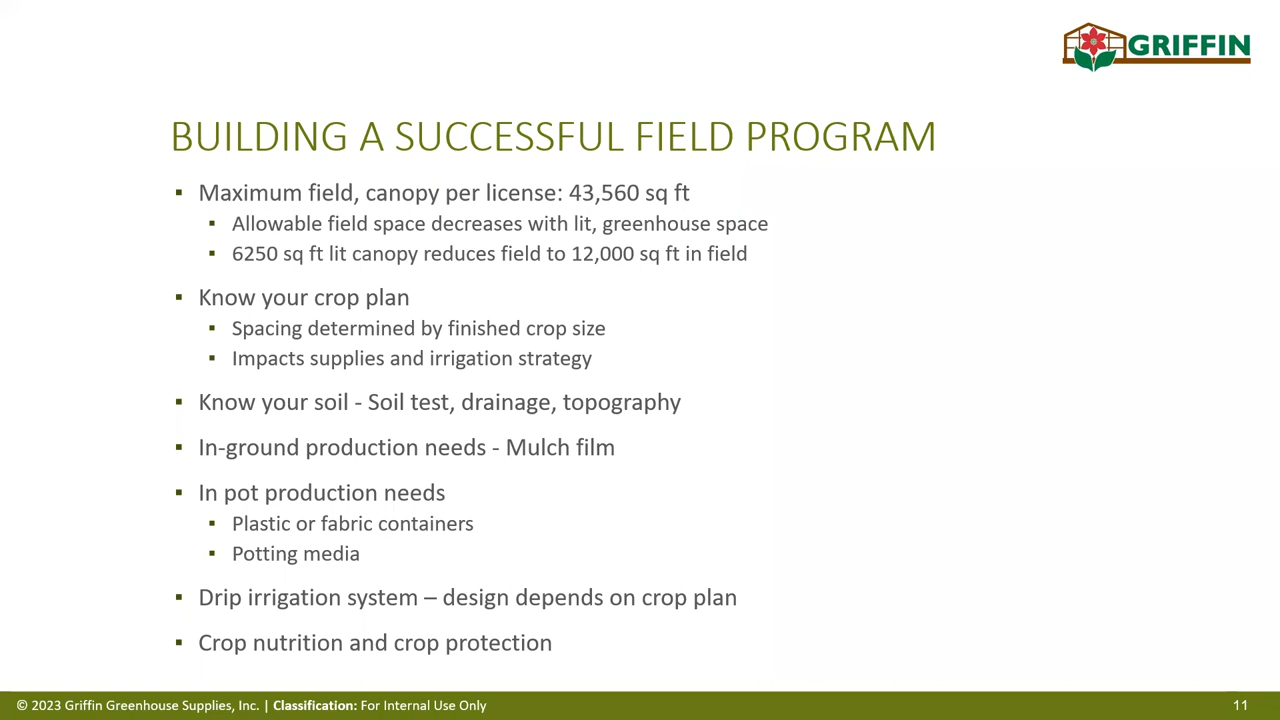 GRIFFIN
BUILDING A SUCCESSFUL FIELD PROGRAM
▪ Maximum field, canopy per license: 43,560 sq ft
▪ Allowable field space decreases with lit, greenhouse space
▪ 6250 sq ft lit canopy reduces field to 12,000 sq ft in field
▪ Know your crop plan
▪ Spacing determined by finished crop size
▪ Impacts supplies and irrigation strategy
▪ Know your soil - Soil test, drainage, topography
▪ In-ground production needs - Mulch film
▪ In pot production needs
▪ Plastic or fabric containers
▪ Potting media
▪ Drip irrigation system – design depends on crop plan
▪ Crop nutrition and crop protection
© 2023 Griffin Greenhouse Supplies, Inc. | Classification: For Internal Use Only
11